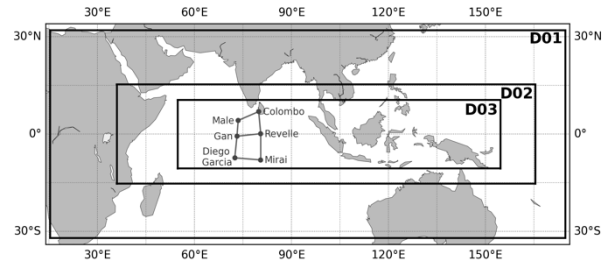 30°E 60°E 90°E 120°E 150°E
30°N 30°N
D01
D02
D03
Colombo
Male
0° Gan Revelle 0°
Diego
Garcia Mirai
30°S 30°S
30°E 60°E 90°E 120°E 150°E